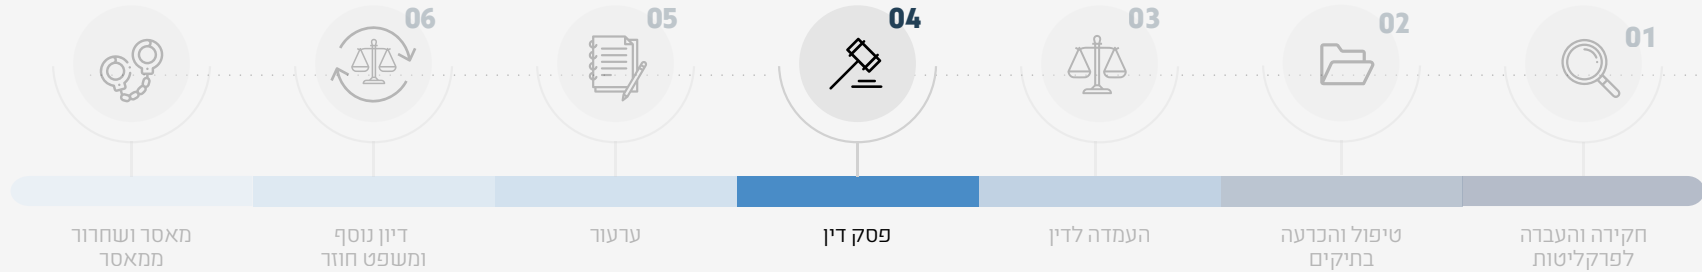 01
חקירה והעברה
לפרקליטות
02
טיפול והכרעה
בתיקים
03
העמדה לדין
04
פסק דין
05
ערעור
06
דיון נוסף
ומשפט חוזר
מאסר ושחרור
ממאסר